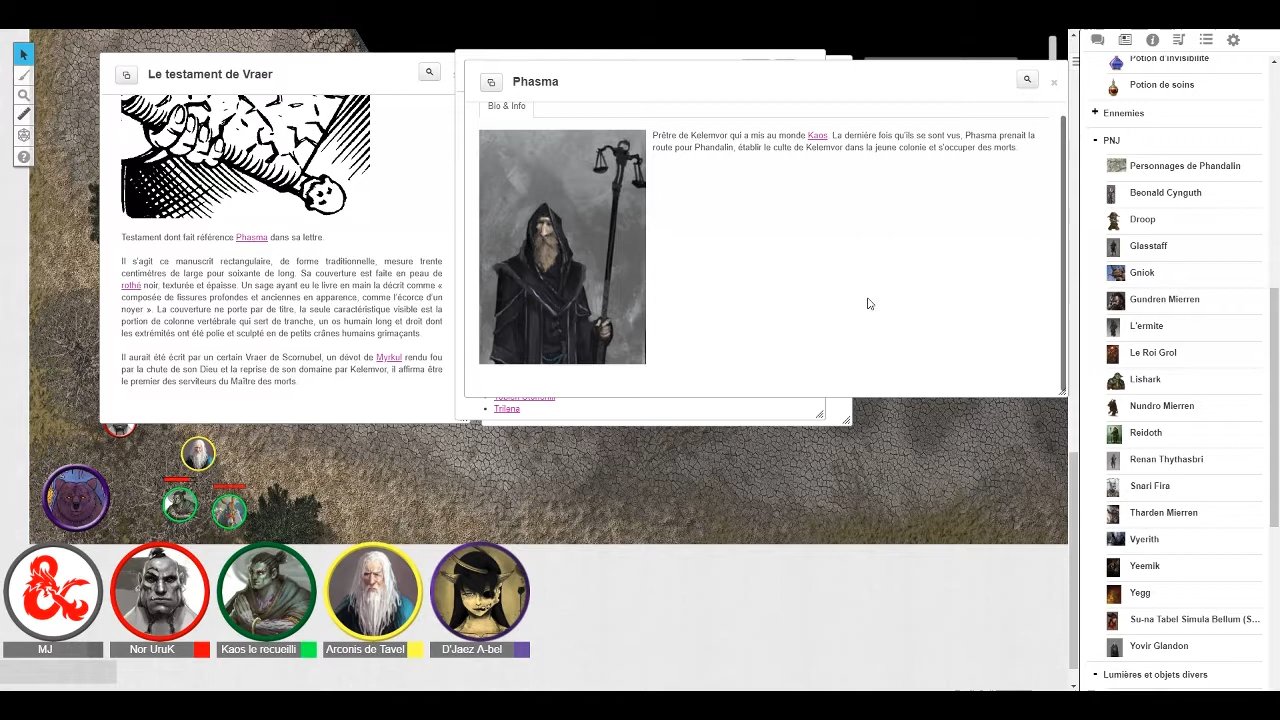 Le testament de Vraer
Testament dont fait référence Phasma dans sa lettre.
Il s'agit ce manuscrit rectangulaire, de forme traditionnelle, mesure trente
centimètres de large pour soixante de long. Sa couverture est faite en peau de
rothé noir, texturée et épaisse. Un sage ayant eu le livre en main la décrit comme «
composée de fissures profondes et anciennes en apparence, comme l'écorce d'un
noyer ». La couverture ne porte par de titre, la seule caractéristique visible est la
portion de colonne vertébrale qui sert de tranche, un os humain long et droit dont
les extrémités ont été polie et sculpté en de petits crânes humains grimaçants.
Il aurait été écrit par un certain Vraer de Scornubel, un dévot de Myrkul rendu fou
par la chute de son Dieu et la reprise de son domaine par Kelemvor, il affirma être
le premier des serviteurs du Maître des morts.
Phasma
Bio & Info
Prêtre de Kelemvor qui a mis au monde Kaos. La dernière fois qu'ils se sont vus, Phasma prenait la
route pour Phandalin, établir le culte de Kelemvor dans la jeune colonie et s'occuper des morts.
Trilena
MJ
Nor UruK
Kaos le recueilli
Arconis de Tavel
D'Jaez A-bel
Potion d'invisibilité
Potion de soins
+ Ennemies
- PNJ
Personnages de Phandalin
Beonald Cynguth
Droop
Glasstaff
Gniok
Gundren Mierren
L'ermite
Le Roi Grol
Lishark
Nundro Mierren
Reidoth
Renan Thythasbri
Snari Fira
Tharden Mierren
Vyerith
Yeemik
Yegg
Su-na Tabel Simula Bellum (S...
Yovir Glandon
- Lumières et objets divers